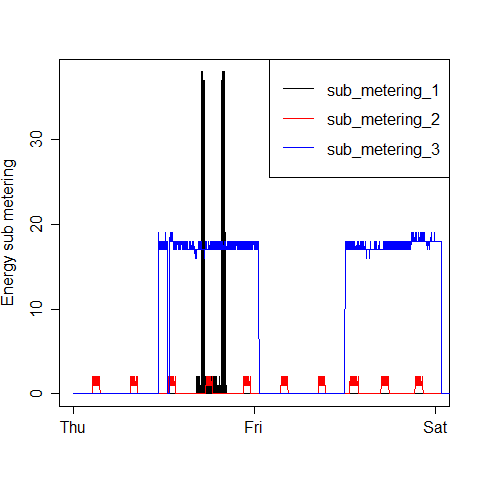 sub_metering_1
sub_metering_2
sub_metering_3
Energy sub metering
30
20
10
0
Thu
Fri
Sat